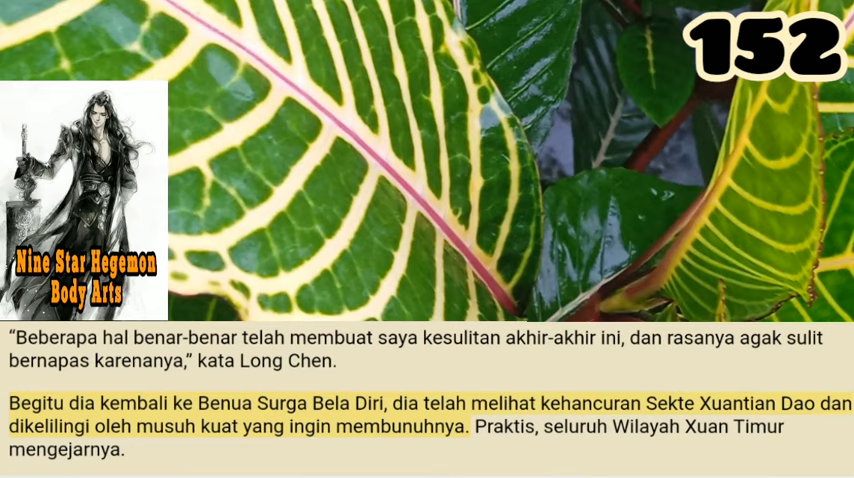 152
Nine Star Hegemon
Body Arts
“Beberapa hal benar-benar telah membuat saya kesulitan akhir-akhir ini, dan rasanya agak sulit
bernapas karenanya,” kata Long Chen.
Begitu dia kembali ke Benua Surga Bela Diri, dia telah melihat kehancuran Sekte Xuantian Dao dan
dikelilingi oleh musuh kuat yang ingin membunuhnya. Praktis, seluruh Wilayah Xuan Timur
mengejarnya.